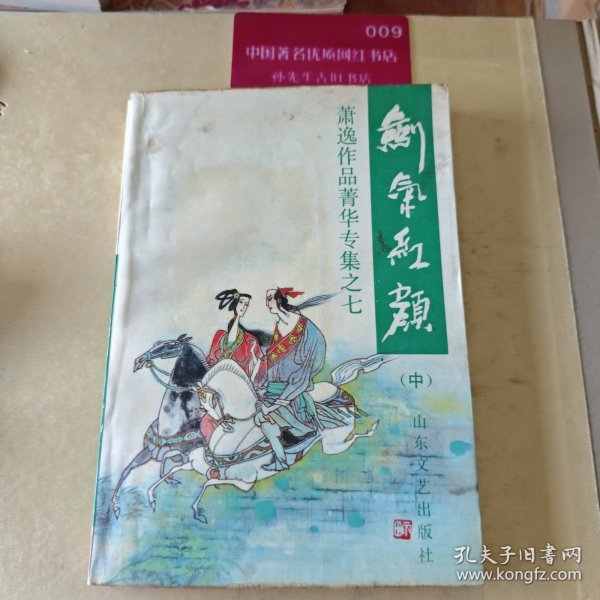 009
中国著名优质网红书店
孙先生古旧书店
剑气红颜
萧逸作品菁华专集之七
(中)
山东文艺出版社
孔夫子旧书网
www.kongfz.com